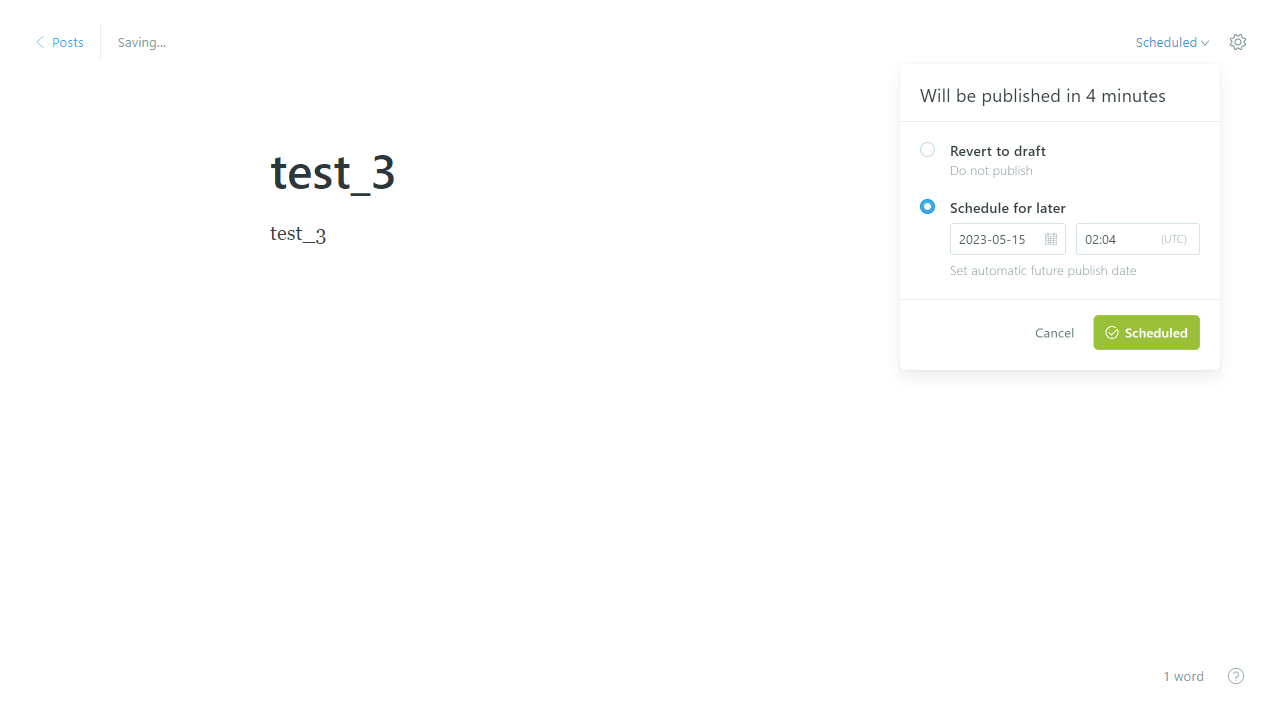 Posts
Saving...
Scheduled
Will be published in 4 minutes
test_3
test_3
Revert to draft
Do not publish
Schedule for later
2023-05-15
02:04 (UTC)
Set automatic future publish date
Cancel
Scheduled
1 word
?